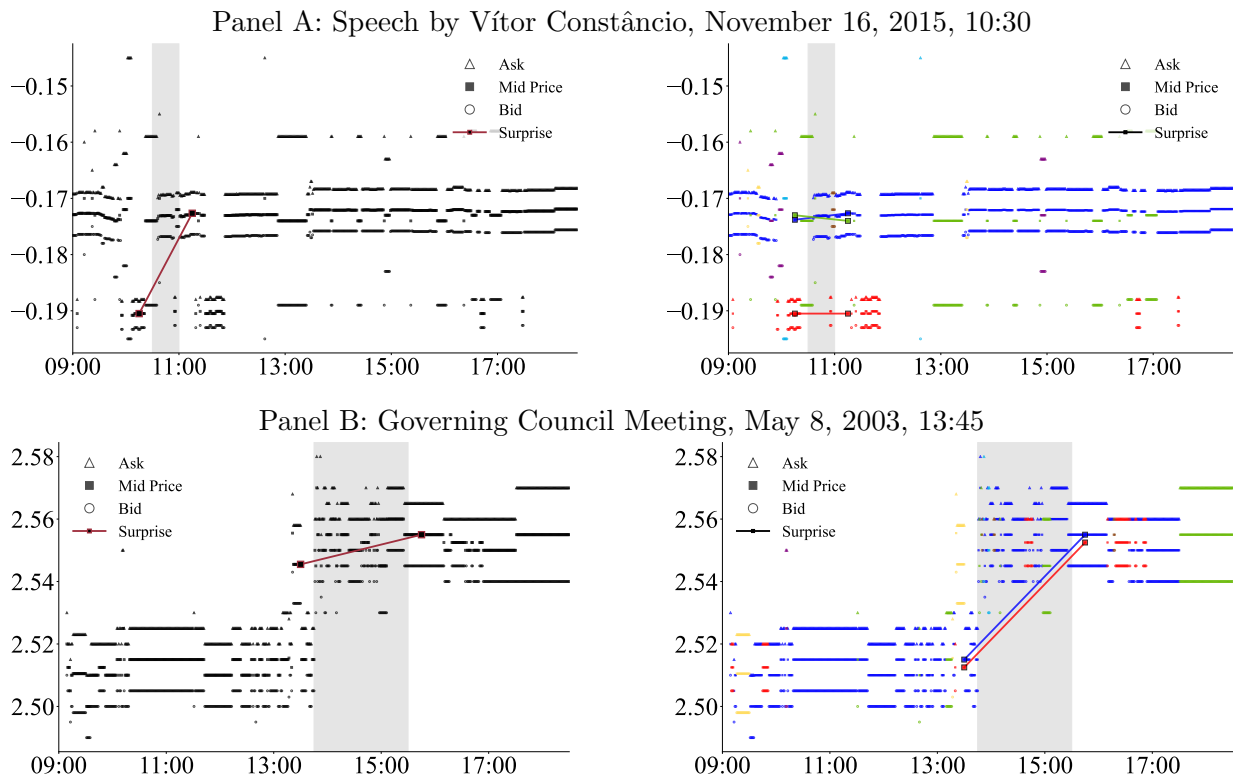 Panel A: Speech by Vítor Constâncio, November 16, 2015, 10:30
−0.15
−0.16
−0.17
−0.18
−0.19
09:00 11:00 13:00 15:00 17:00
Ask
Mid Price
Bid
Surprise
−0.15
−0.16
−0.17
−0.18
−0.19
09:00 11:00 13:00 15:00 17:00
Ask
Mid Price
Bid
Surprise
Panel B: Governing Council Meeting, May 8, 2003, 13:45
2.58
2.56
2.54
2.52
2.50
09:00 11:00 13:00 15:00 17:00
Ask
Mid Price
Bid
Surprise
2.58
2.56
2.54
2.52
2.50
09:00 11:00 13:00 15:00 17:00
Ask
Mid Price
Bid
Surprise